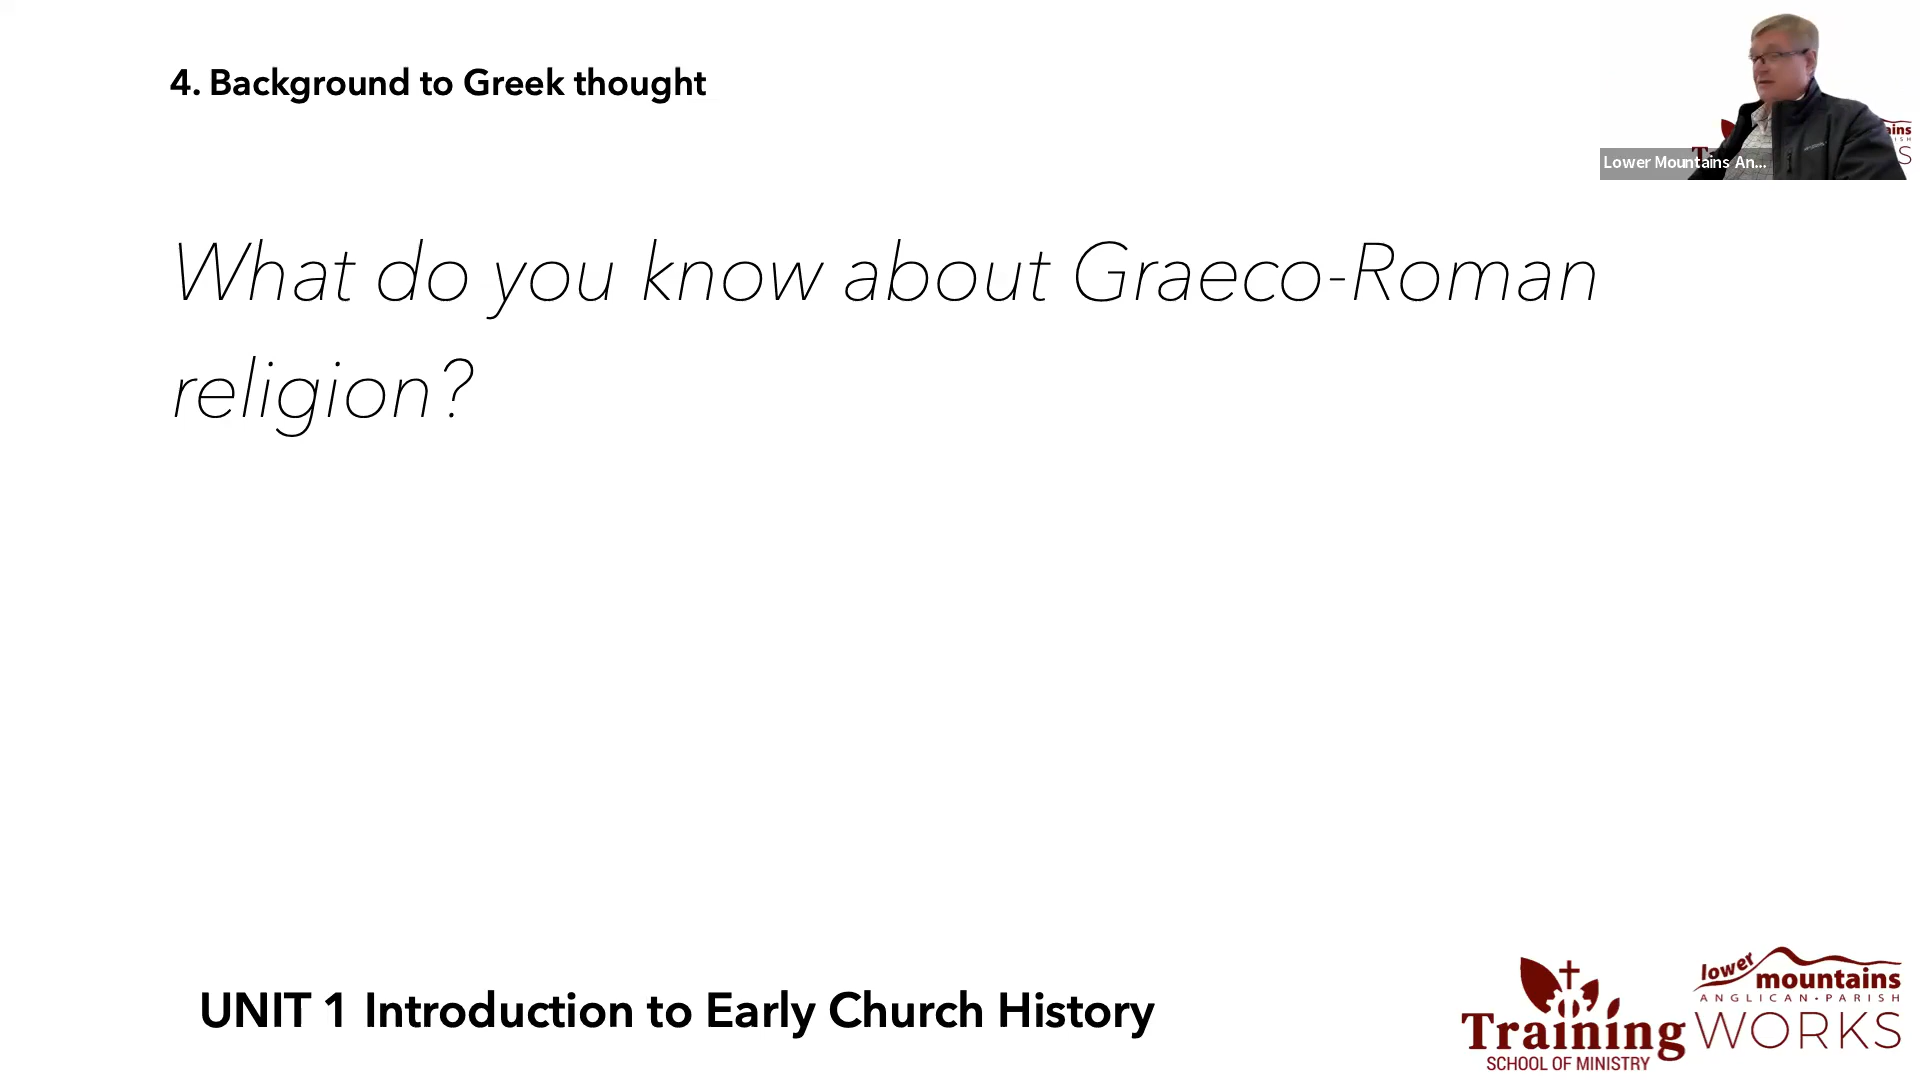 4. Background to Greek thought
Lower Mountains An...
What do you know about Graeco-Roman
religion?
UNIT 1 Introduction to Early Church History
Training
SCHOOL OF MINISTRY
lower
mountains
ANGLICAN•PARISH
WORKS